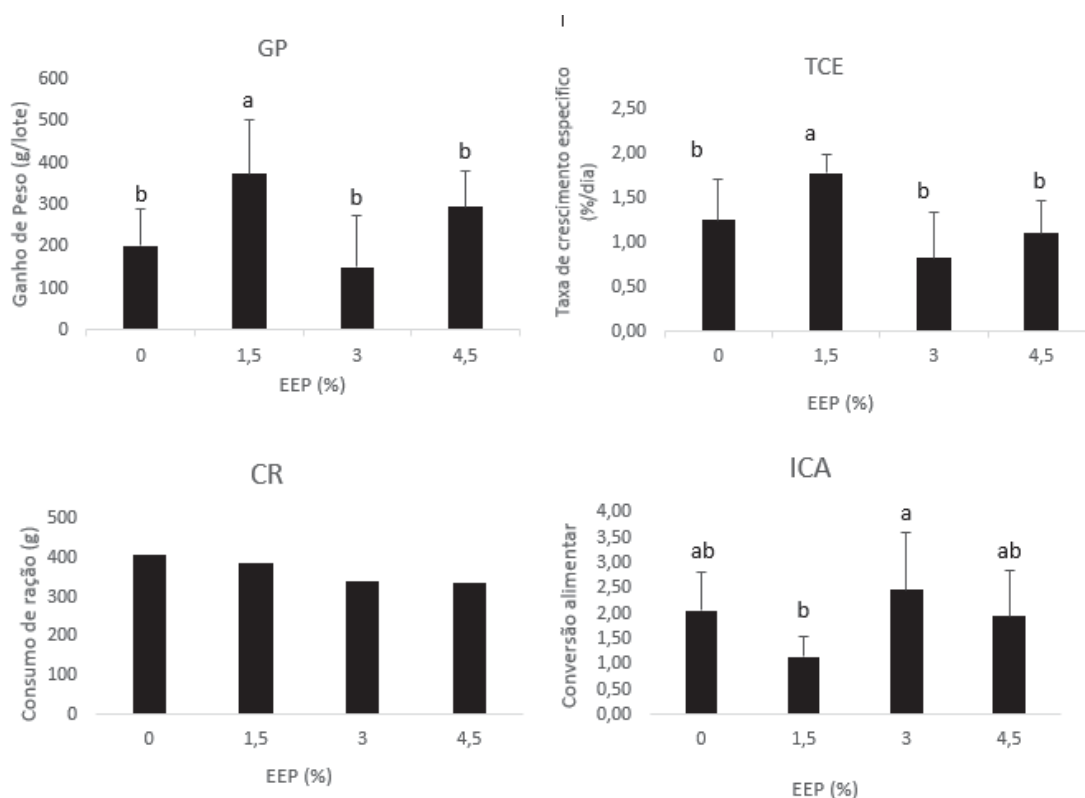 GP
Ganho de Peso (g/lote)
600
500
400
300
200
100
0
b
a
b
b
0 1,5 3 4,5
EEP (%)
TCE
Taxa de crescimento específico
(%/dia)
2,50
2,00
1,50
1,00
0,50
0,00
b
a
b
b
0 1,5 3 4,5
EEP (%)
CR
Consumo de ração (g)
500
400
300
200
100
0
0 1,5 3 4,5
EEP (%)
ICA
Conversão alimentar
4,00
3,50
3,00
2,50
2,00
1,50
1,00
0,50
0,00
ab
b
a
ab
0 1,5 3 4,5
EEP (%)